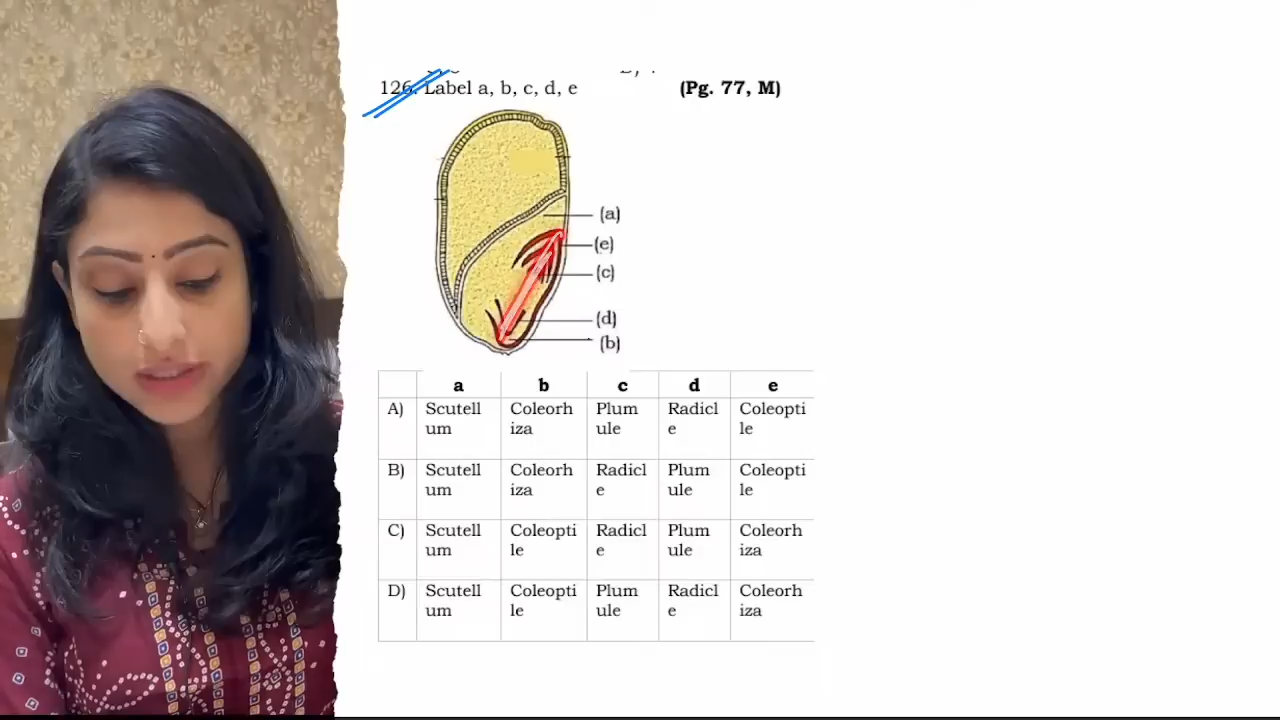 126. Label a, b, c, d, e (Pg. 77, M)
(a)
(e)
(c)
(d)
(b)
a b c d e
A) Scutell Coleorh Plum Radicl Coleopti
um iza ule e le
B) Scutell Coleorh Radicl Plum Coleopti
um iza e ule le
C) Scutell Coleopti Radicl Plum Coleorh
um le e ule iza
D) Scutell Coleopti Plum Radicl Coleorh
um le ule e iza